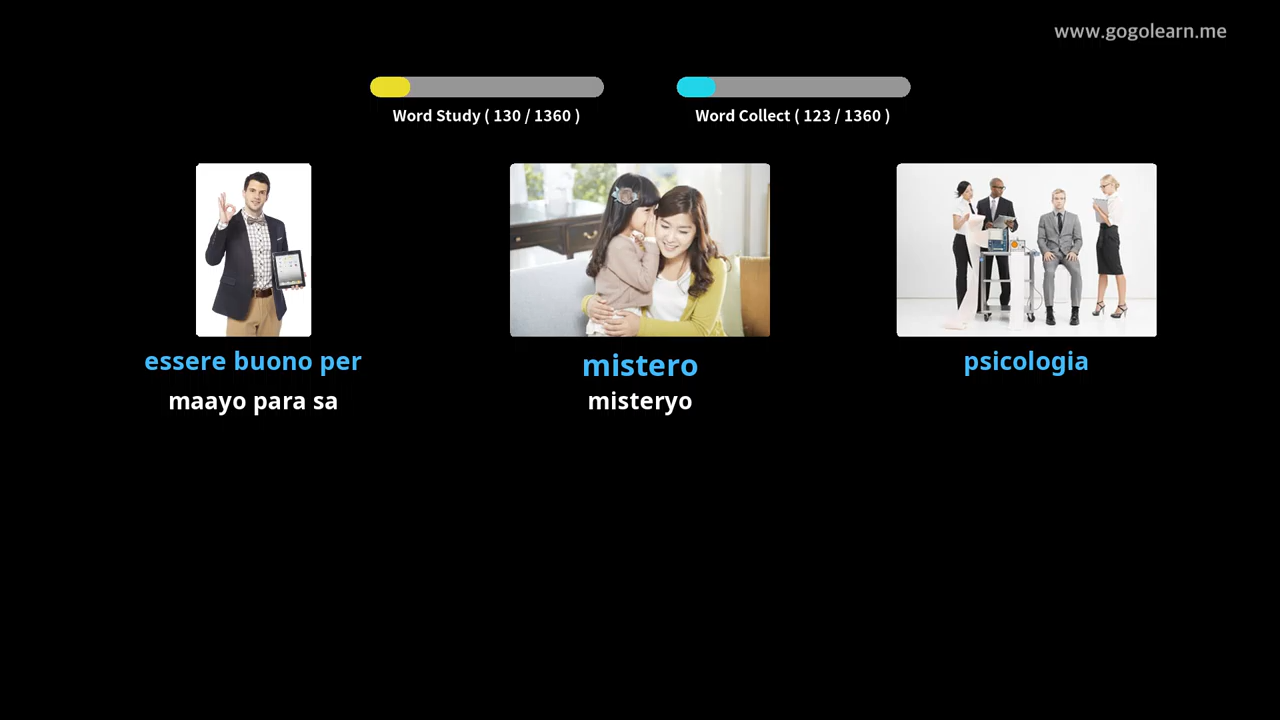 www.gogolearn.me
Word Study ( 130 / 1360 )
Word Collect ( 123 / 1360 )
essere buono per
maayo para sa
mistero
misteryo
psicologia